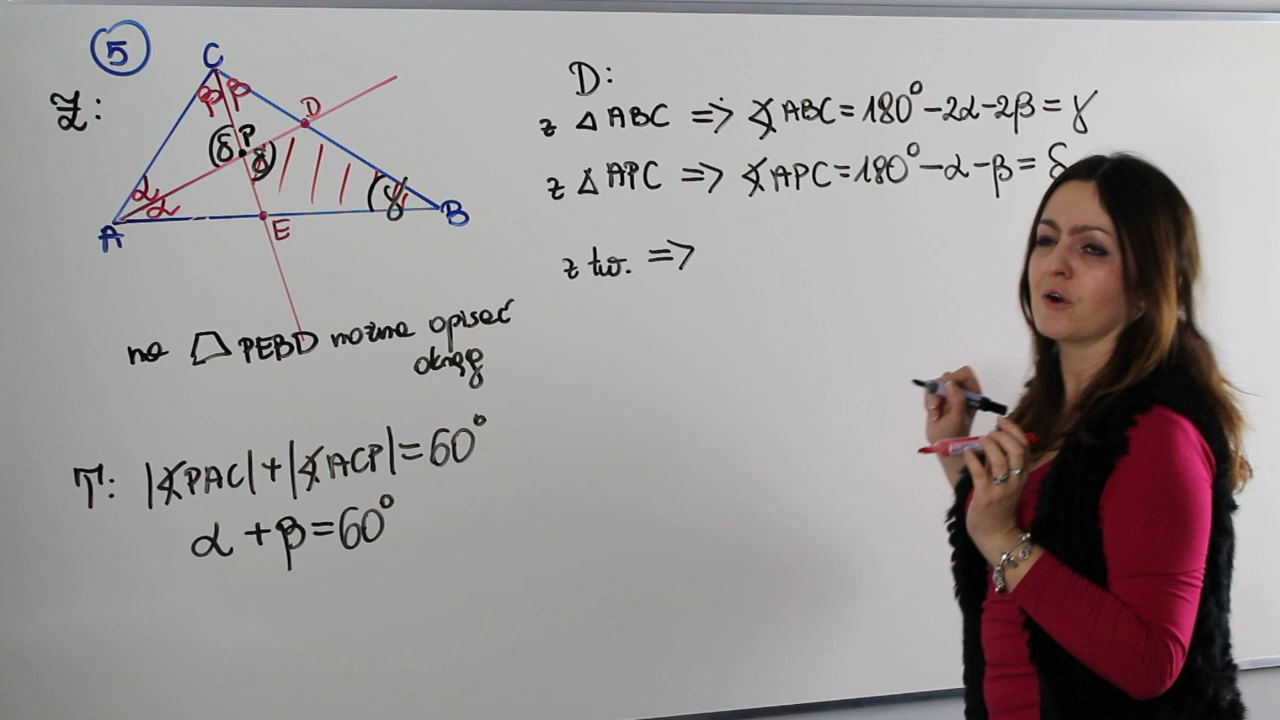 5
Z:
C
β β
D
(δ P
δ)
α
α
(γ
A
E
B
na ▱ PEBD można opisać
okrąg
T: |∢PAC|+|∢ACP|=60°
α+β=60°
D:
z △ABC => ∢ABC=180°-2α-2β=γ
z △APC => ∢APC=180°-α-β=δ
z tw. =>